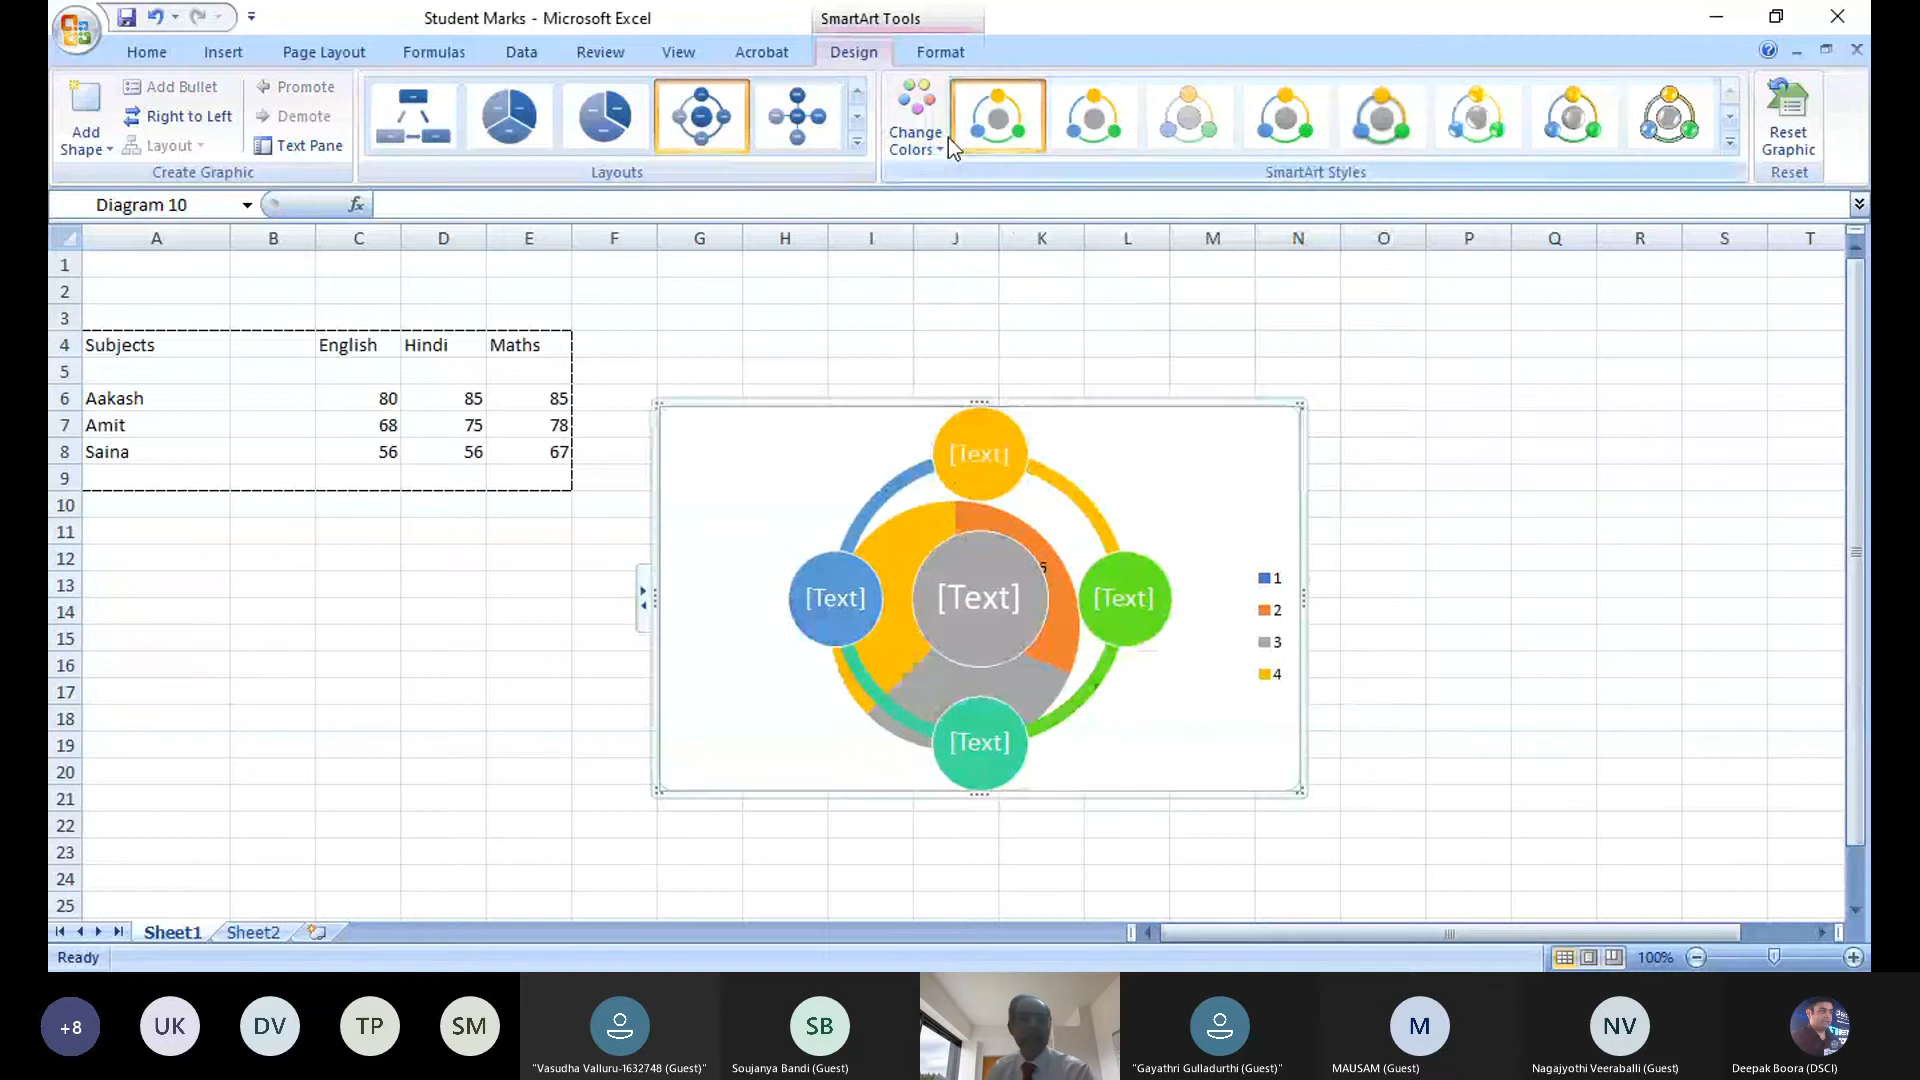 Student Marks - Microsoft Excel
SmartArt Tools
Home Insert Page Layout Formulas Data Review View Acrobat Design Format
Add Shape
Add Bullet
Right to Left
Layout
Promote
Demote
Text Pane
Create Graphic
Layouts
Change Colors
SmartArt Styles
Reset Graphic
Reset
Diagram 10
fx
A B C D E F G H I J K L M N O P Q R S T
1
2
3
4 Subjects English Hindi Maths
5
6 Aakash 80 85 85
7 Amit 68 75 78
8 Saina 56 56 67
9
10
11
12
13
14
15
16
17
18
19
20
21
22
23
24
25
[Text]
[Text]
[Text]
[Text]
[Text]
5
1
2
3
4
Sheet1 Sheet2
Ready
100%
+8 UK DV TP SM SB M NV
"Vasudha Valluru-1632748 (Guest)"
Soujanya Bandi (Guest)
"Gayathri Gulladurthi (Guest)"
MAUSAM (Guest)
Nagajyothi Veeraballi (Guest)
Deepak Boora (DSCI)